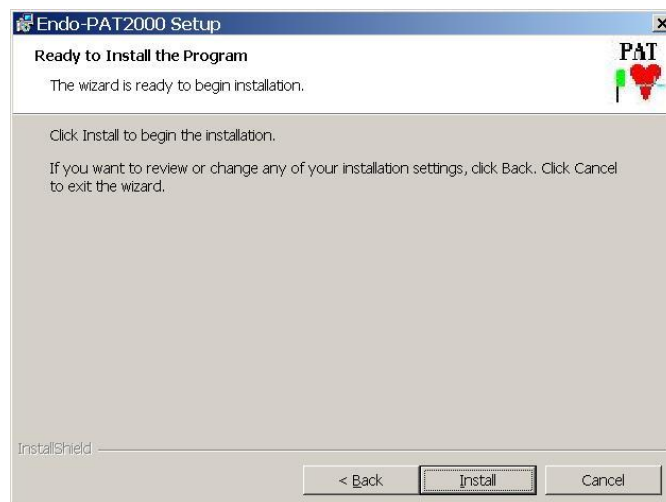 Endo-PAT2000 Setup
Ready to Install the Program
The wizard is ready to begin installation.
PAT
Click Install to begin the installation.
If you want to review or change any of your installation settings, click Back. Click Cancel
to exit the wizard.
InstallShield
< Back
Install
Cancel